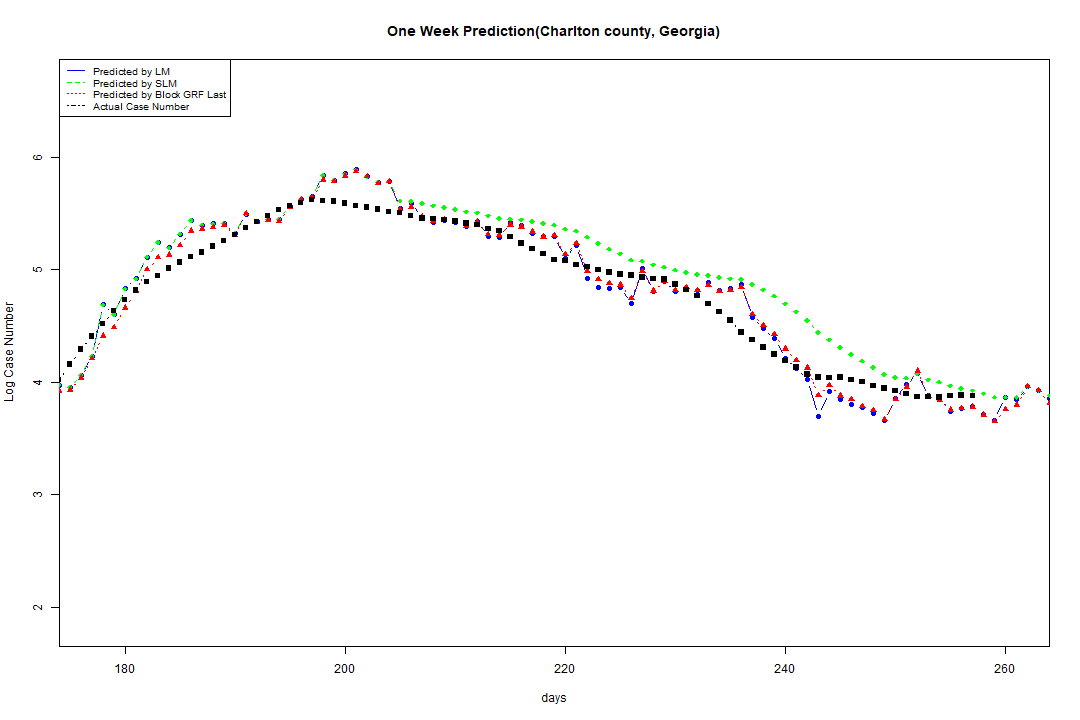 One Week Prediction(Charlton county, Georgia)
Predicted by LM
Predicted by SLM
Predicted by Block GRF Last
Actual Case Number
6
5
4
3
2
Log Case Number
180 200 220 240 260
days